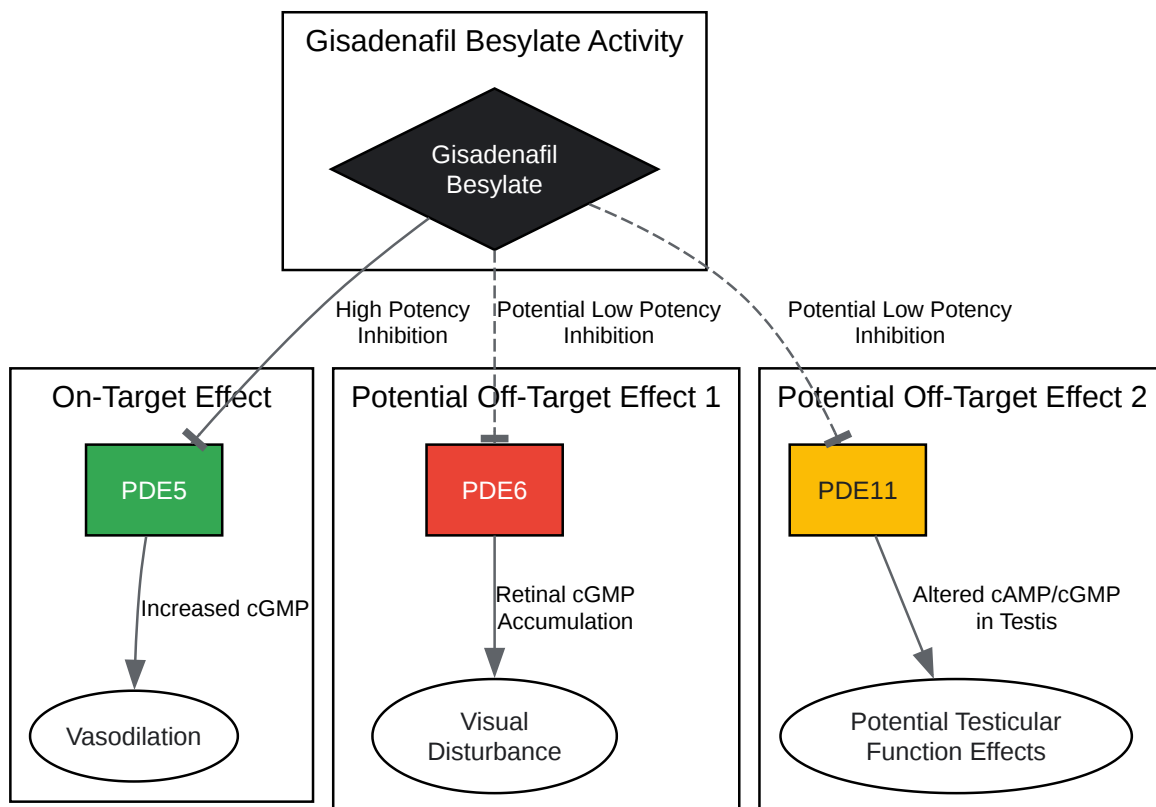 Gisadenafil Besylate Activity
Gisadenafil
Besylate
High Potency
Inhibition
Potential Low Potency
Inhibition
Potential Low Potency
Inhibition
On-Target Effect
Potential Off-Target Effect 1
Potential Off-Target Effect 2
PDE5
PDE6
PDE11
Increased cGMP
Retinal cGMP
Accumulation
Altered cAMP/cGMP
in Testis
Vasodilation
Visual
Disturbance
Potential Testicular
Function Effects